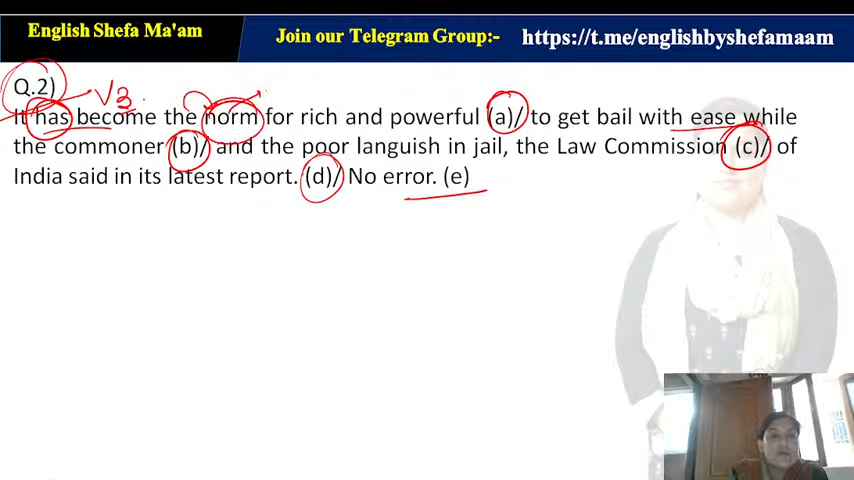 English Shefa Ma'am
Join our Telegram Group:- https://t.me/englishbyshefamaam
Q.2)
V3
It has become the norm for rich and powerful (a)/ to get bail with ease while
the commoner (b)/ and the poor languish in jail, the Law Commission (c)/ of
India said in its latest report. (d)/ No error. (e)